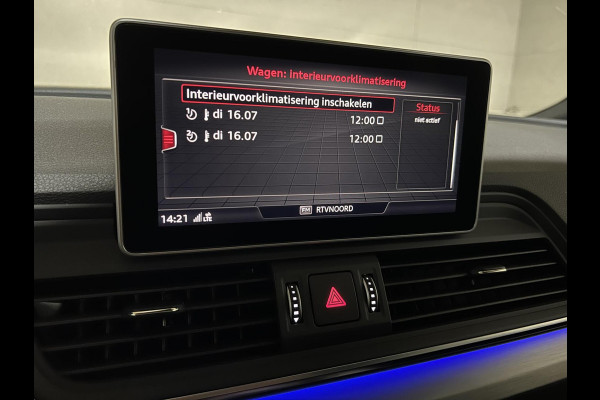 Wagen: Interieurvoorklimatisering
Interieurvoorklimatisering inschakelen
Status
niet actief
di 16.07 12:00
di 16.07 12:00
14:21 LTE
FM RTVNOORD